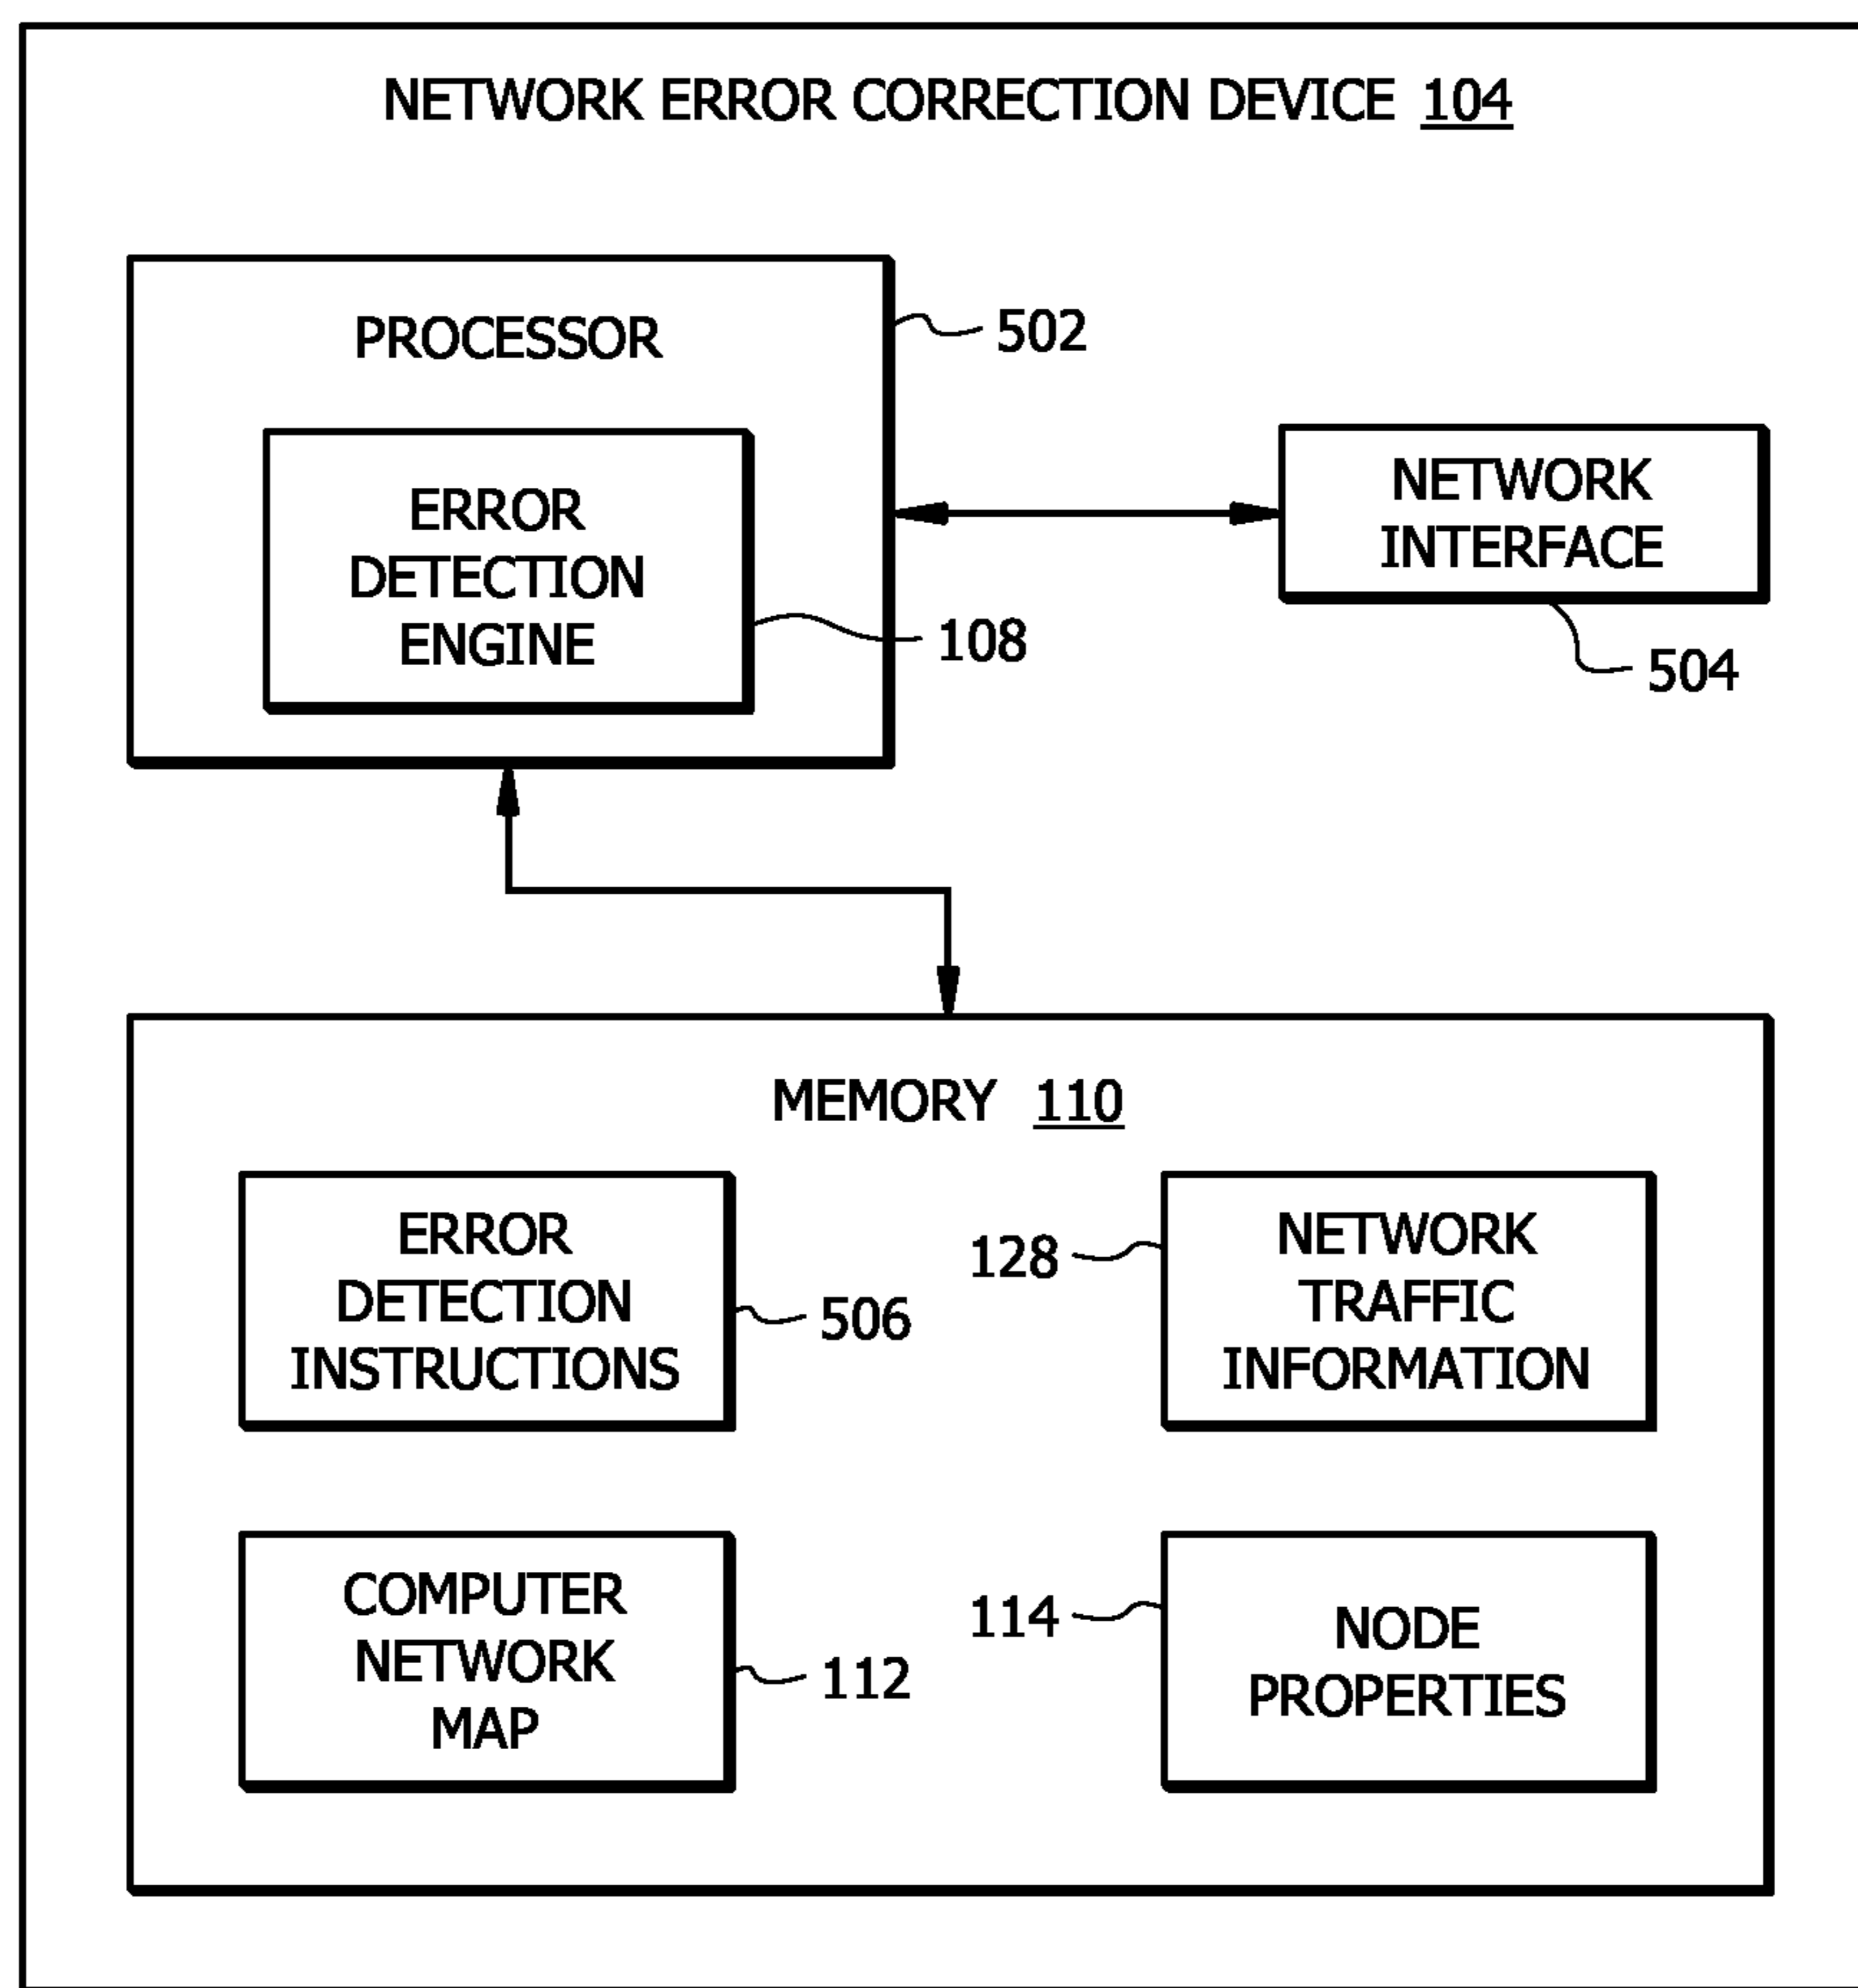 NETWORK ERROR CORRECTION DEVICE 104
PROCESSOR
502
ERROR
DETECTION
ENGINE
108
NETWORK
INTERFACE
504
MEMORY 110
ERROR
DETECTION
INSTRUCTIONS
506
128
NETWORK
TRAFFIC
INFORMATION
COMPUTER
NETWORK
MAP
112
114
NODE
PROPERTIES